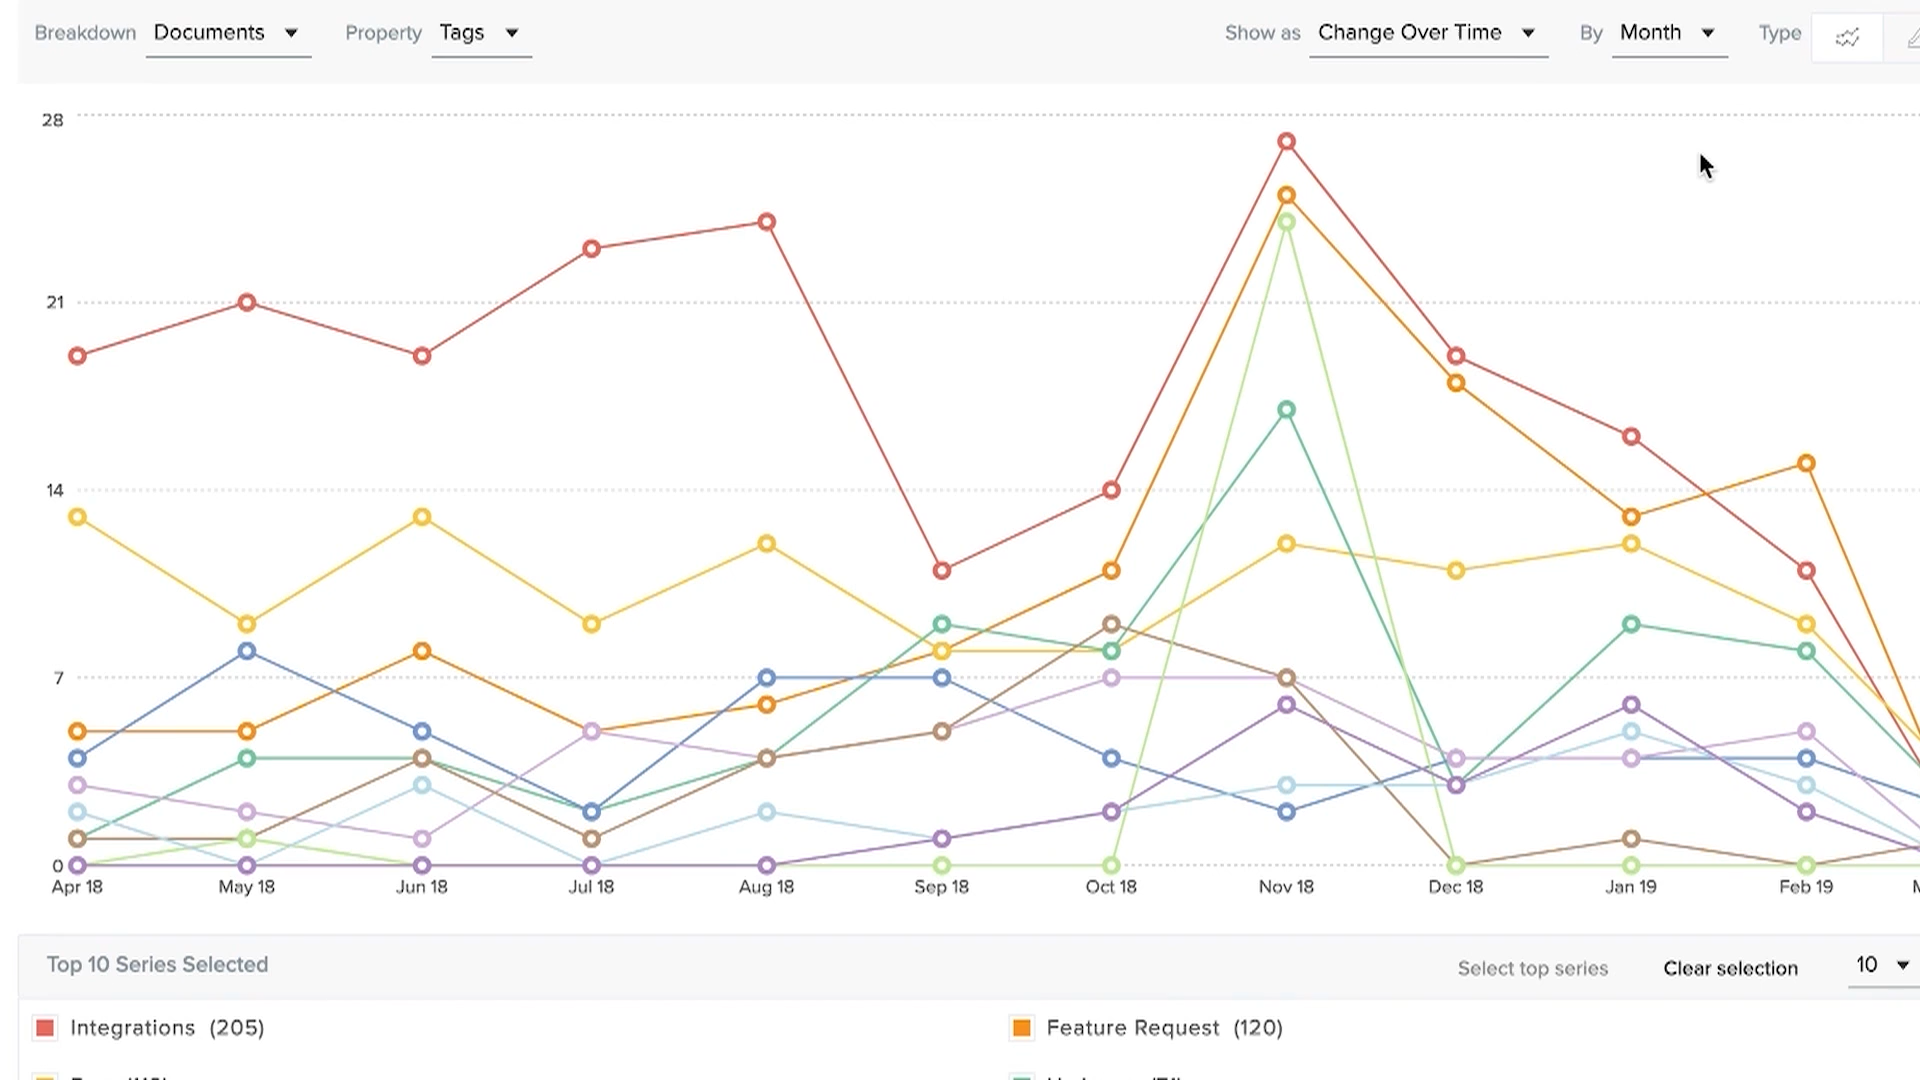 Breakdown Documents Property Tags Show as Change Over Time By Month Type
28
21
14
7
0
Apr 18 May 18 Jun 18 Jul 18 Aug 18 Sep 18 Oct 18 Nov 18 Dec 18 Jan 19 Feb 19
Top 10 Series Selected Select top series Clear selection 10
Integrations (205) Feature Request (120)